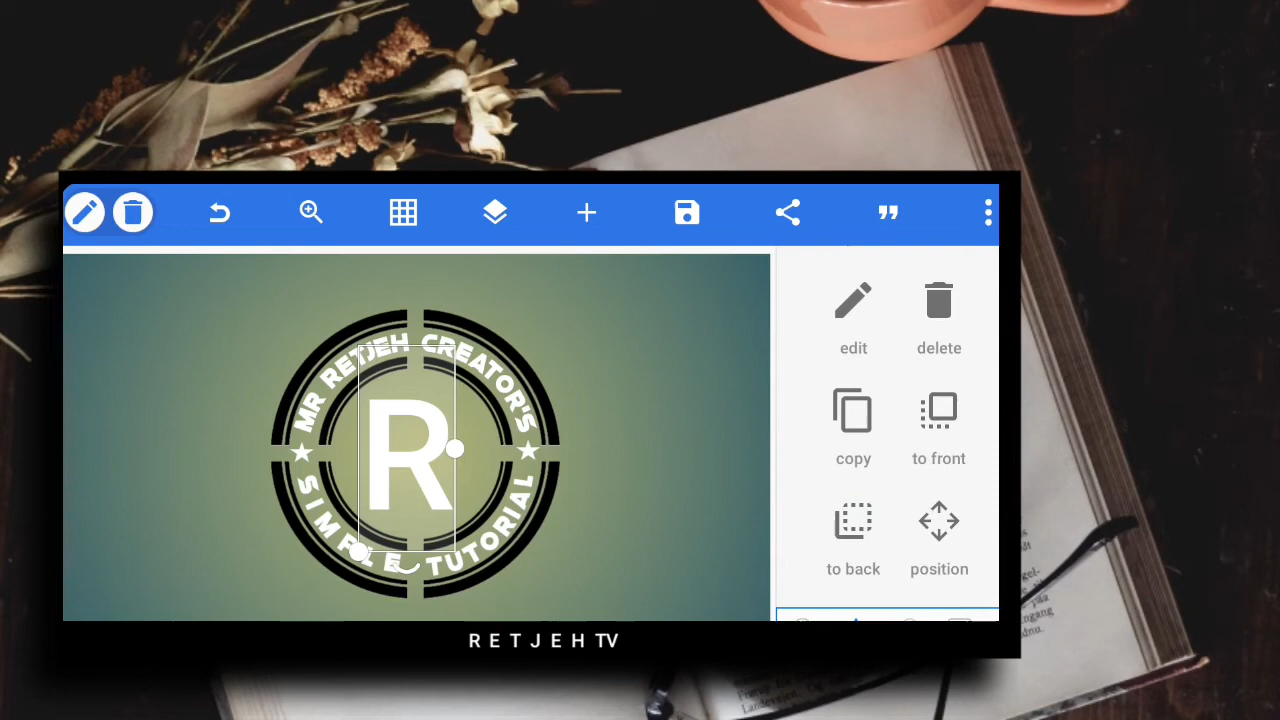 MR RETJEH CREATOR'S
R
SIMPLE TUTORIAL
edit
delete
copy
to front
to back
position
RETJEH TV